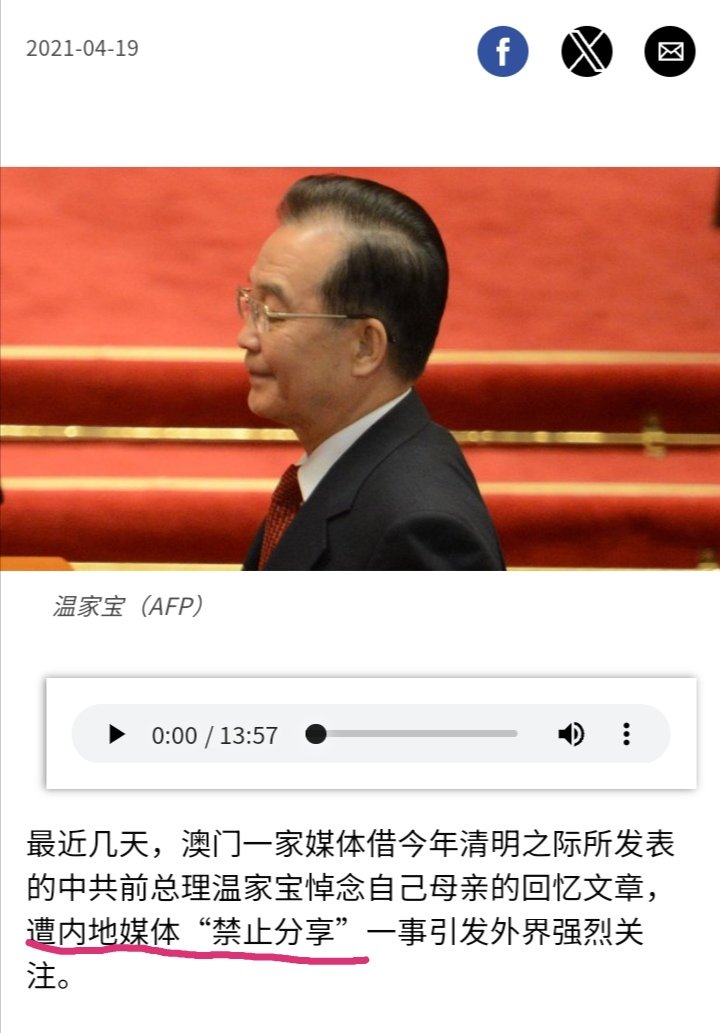 2021-04-19
温家宝（AFP）
0:00 / 13:57
最近几天，澳门一家媒体借今年清明之际所发表
的中共前总理温家宝悼念自己母亲的回忆文章，
遭内地媒体“禁止分享”一事引发外界强烈关
注。